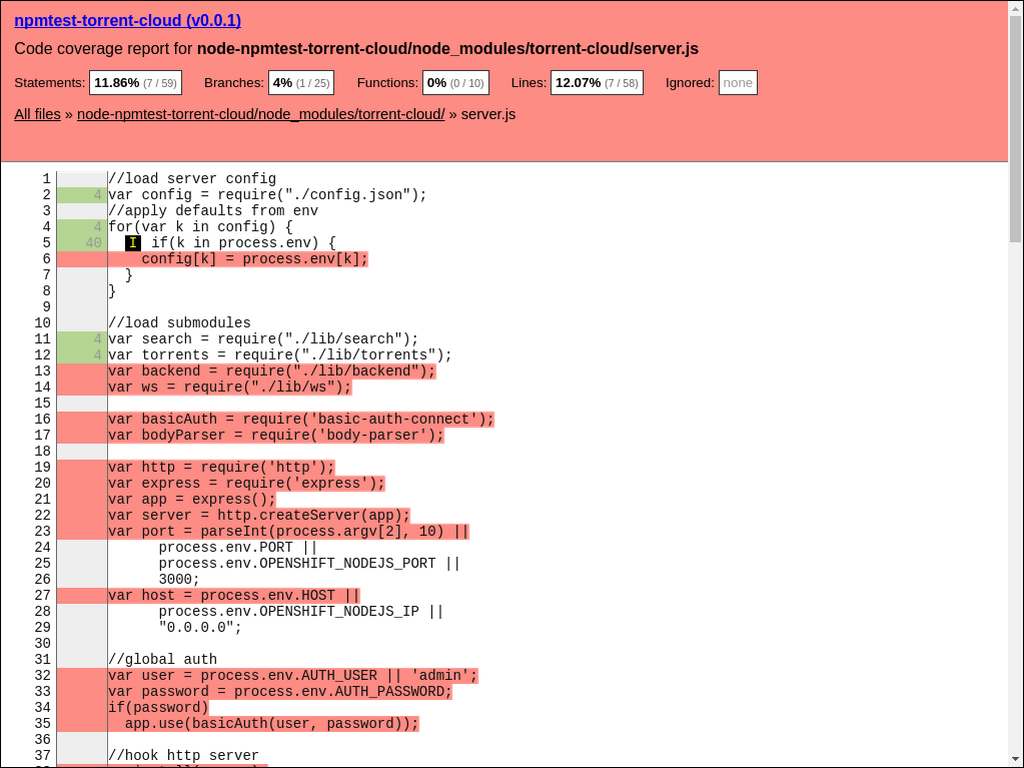 npmtest-torrent-cloud (v0.0.1)
Code coverage report for node-npmtest-torrent-cloud/node_modules/torrent-cloud/server.js
Statements: 11.86% (7 / 59) Branches: 4% (1 / 25) Functions: 0% (0 / 10) Lines: 12.07% (7 / 58) Ignored: none
All files » node-npmtest-torrent-cloud/node_modules/torrent-cloud/ » server.js
1 //load server config
2 4 var config = require("./config.json");
3 //apply defaults from env
4 4 for(var k in config) {
5 40 I if(k in process.env) {
6 config[k] = process.env[k];
7 }
8 }
9
10 //load submodules
11 4 var search = require("./lib/search");
12 4 var torrents = require("./lib/torrents");
13 var backend = require("./lib/backend");
14 var ws = require("./lib/ws");
15
16 var basicAuth = require('basic-auth-connect');
17 var bodyParser = require('body-parser');
18
19 var http = require('http');
20 var express = require('express');
21 var app = express();
22 var server = http.createServer(app);
23 var port = parseInt(process.argv[2], 10) ||
24 process.env.PORT ||
25 process.env.OPENSHIFT_NODEJS_PORT ||
26 3000;
27 var host = process.env.HOST ||
28 process.env.OPENSHIFT_NODEJS_IP ||
29 "0.0.0.0";
30
31 //global auth
32 var user = process.env.AUTH_USER || 'admin';
33 var password = process.env.AUTH_PASSWORD;
34 if(password)
35 app.use(basicAuth(user, password));
36
37 //hook http server